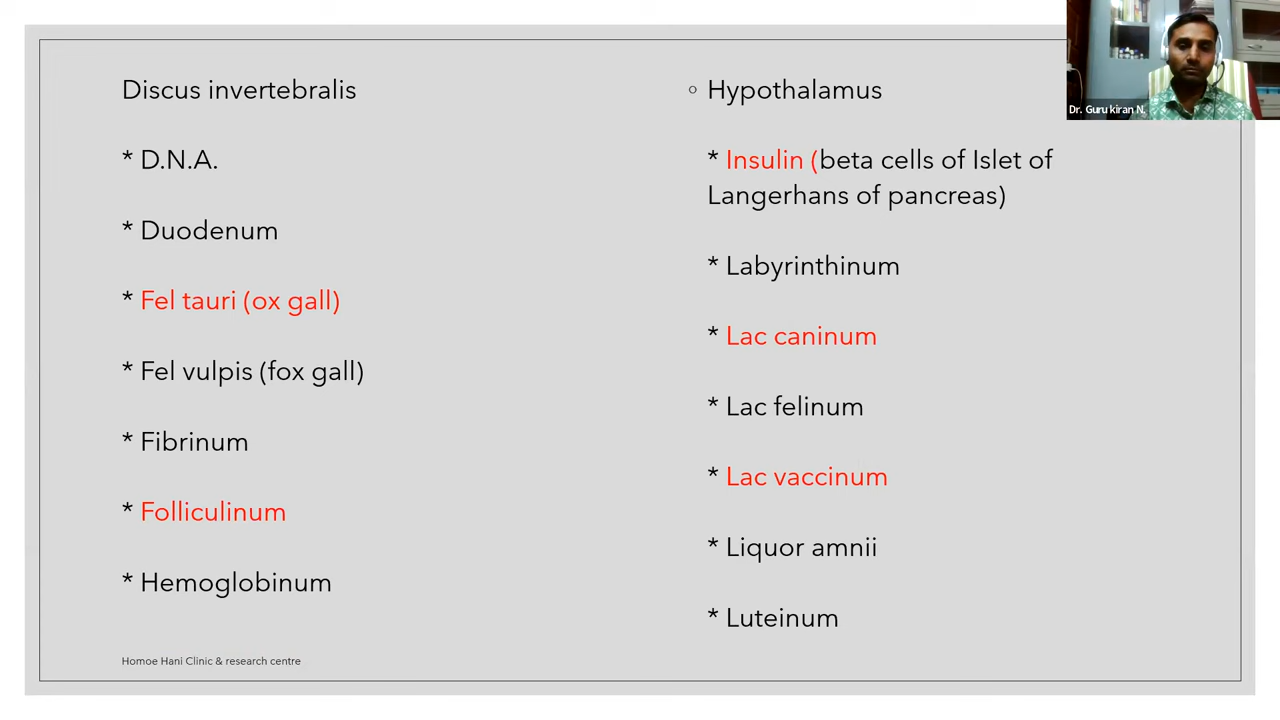 Discus invertebralis
* D.N.A.
* Duodenum
* Fel tauri (ox gall)
* Fel vulpis (fox gall)
* Fibrinum
* Folliculinum
* Hemoglobinum
Homoe Hani Clinic & research centre
◦ Hypothalamus
* Insulin (beta cells of Islet of
Langerhans of pancreas)
* Labyrinthinum
* Lac caninum
* Lac felinum
* Lac vaccinum
* Liquor amnii
* Luteinum
Dr. Guru kiran N.